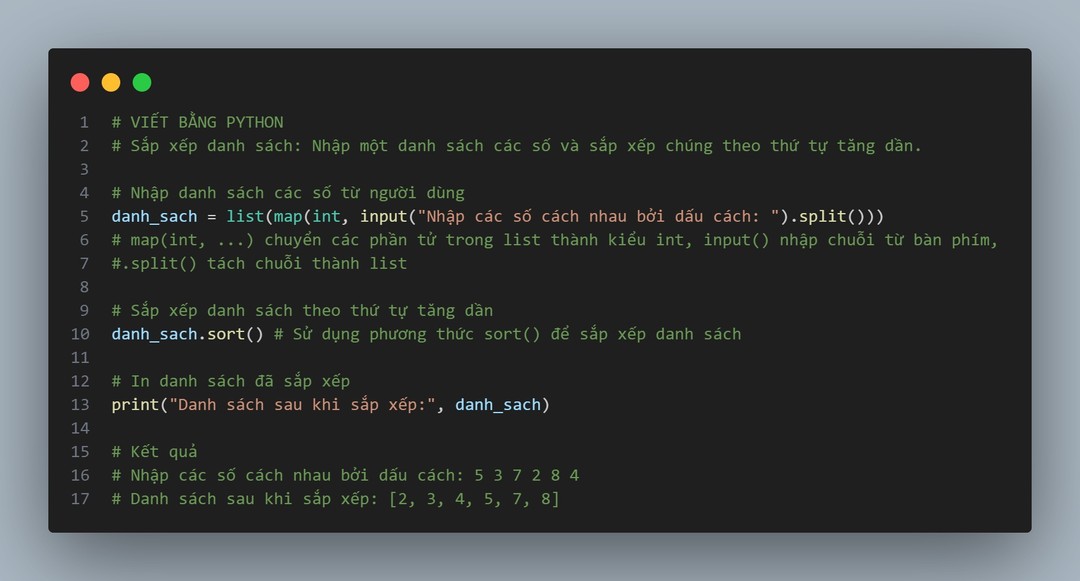 1 # VIẾT BẰNG PYTHON
2 # Sắp xếp danh sách: Nhập một danh sách các số và sắp xếp chúng theo thứ tự tăng dần.
3
4 # Nhập danh sách các số từ người dùng
5 danh_sach = list(map(int, input("Nhập các số cách nhau bởi dấu cách: ").split()))
6 # map(int, ...) chuyển các phần tử trong list thành kiểu int, input() nhập chuỗi từ bàn phím,
7 #.split() tách chuỗi thành list
8
9 # Sắp xếp danh sách theo thứ tự tăng dần
10 danh_sach.sort() # Sử dụng phương thức sort() để sắp xếp danh sách
11
12 # In danh sách đã sắp xếp
13 print("Danh sách sau khi sắp xếp:", danh_sach)
14
15 # Kết quả
16 # Nhập các số cách nhau bởi dấu cách: 5 3 7 2 8 4
17 # Danh sách sau khi sắp xếp: [2, 3, 4, 5, 7, 8]